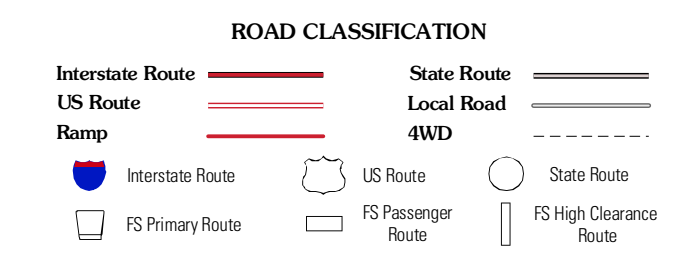 ROAD CLASSIFICATION
Interstate Route
State Route
US Route
Local Road
Ramp
4WD
Interstate Route
US Route
State Route
FS Primary Route
FS Passenger
Route
FS High Clearance
Route